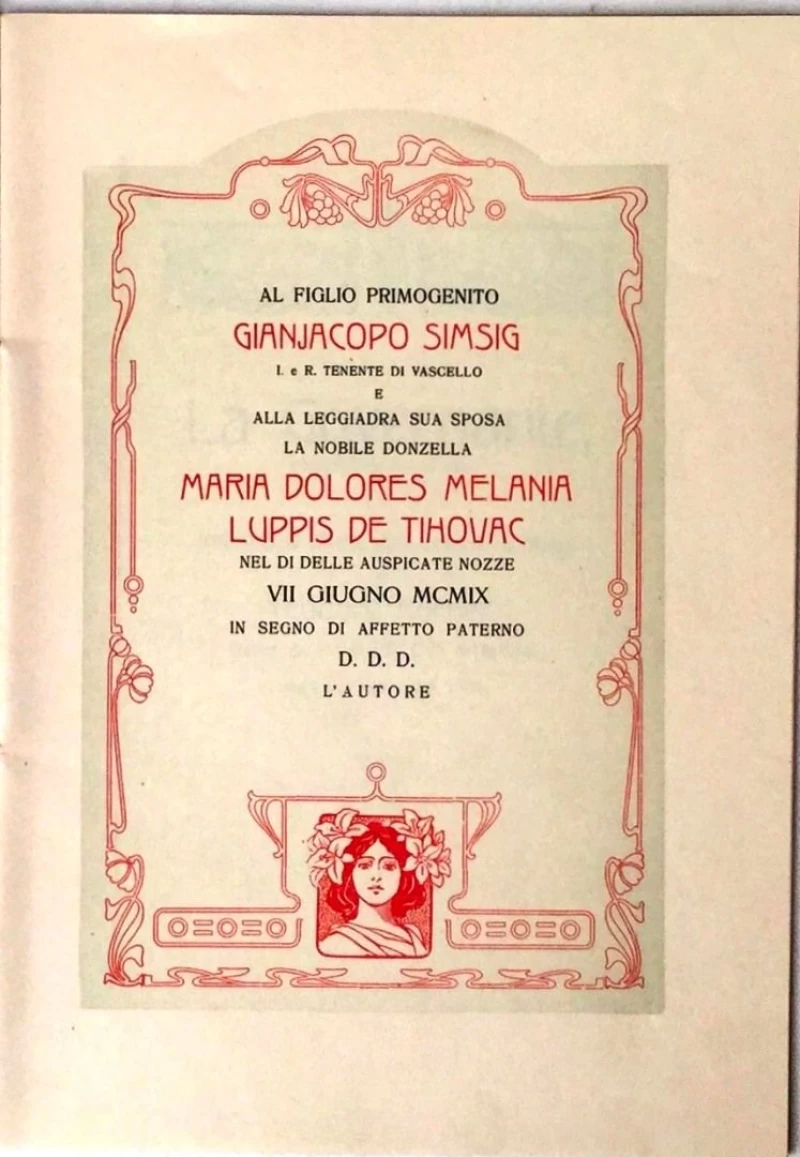 AL FIGLIO PRIMOGENITO
GIANJACOPO SIMSIG
I. e R. TENENTE DI VASCELLO
E
ALLA LEGGIADRA SUA SPOSA
LA NOBILE DONZELLA
MARIA DOLORES MELANIA
LUPPIS DE TIHOVAC
NEL DI DELLE AUSPICATE NOZZE
VII GIUGNO MCMIX
IN SEGNO DI AFFETTO PATERNO
D. D. D.
L'AUTORE